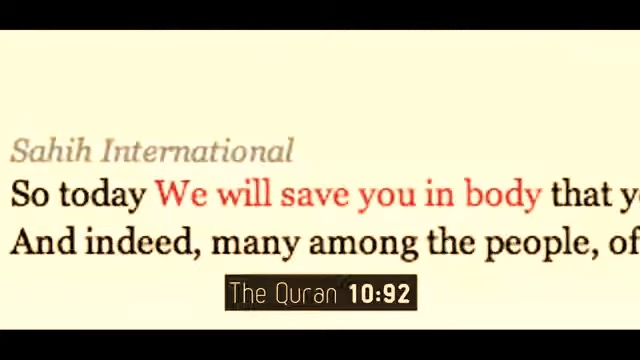 Sahih International
So today We will save you in body that
And indeed, many among the people, of
The Quran 10:92